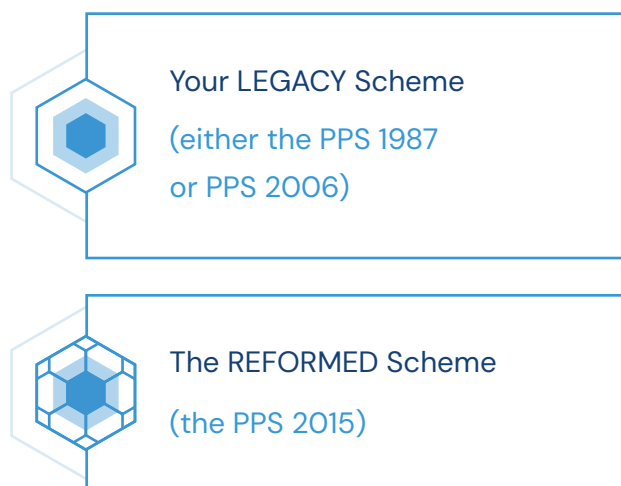 Your LEGACY Scheme
(either the PPS 1987
or PPS 2006)
The REFORMED Scheme
(the PPS 2015)